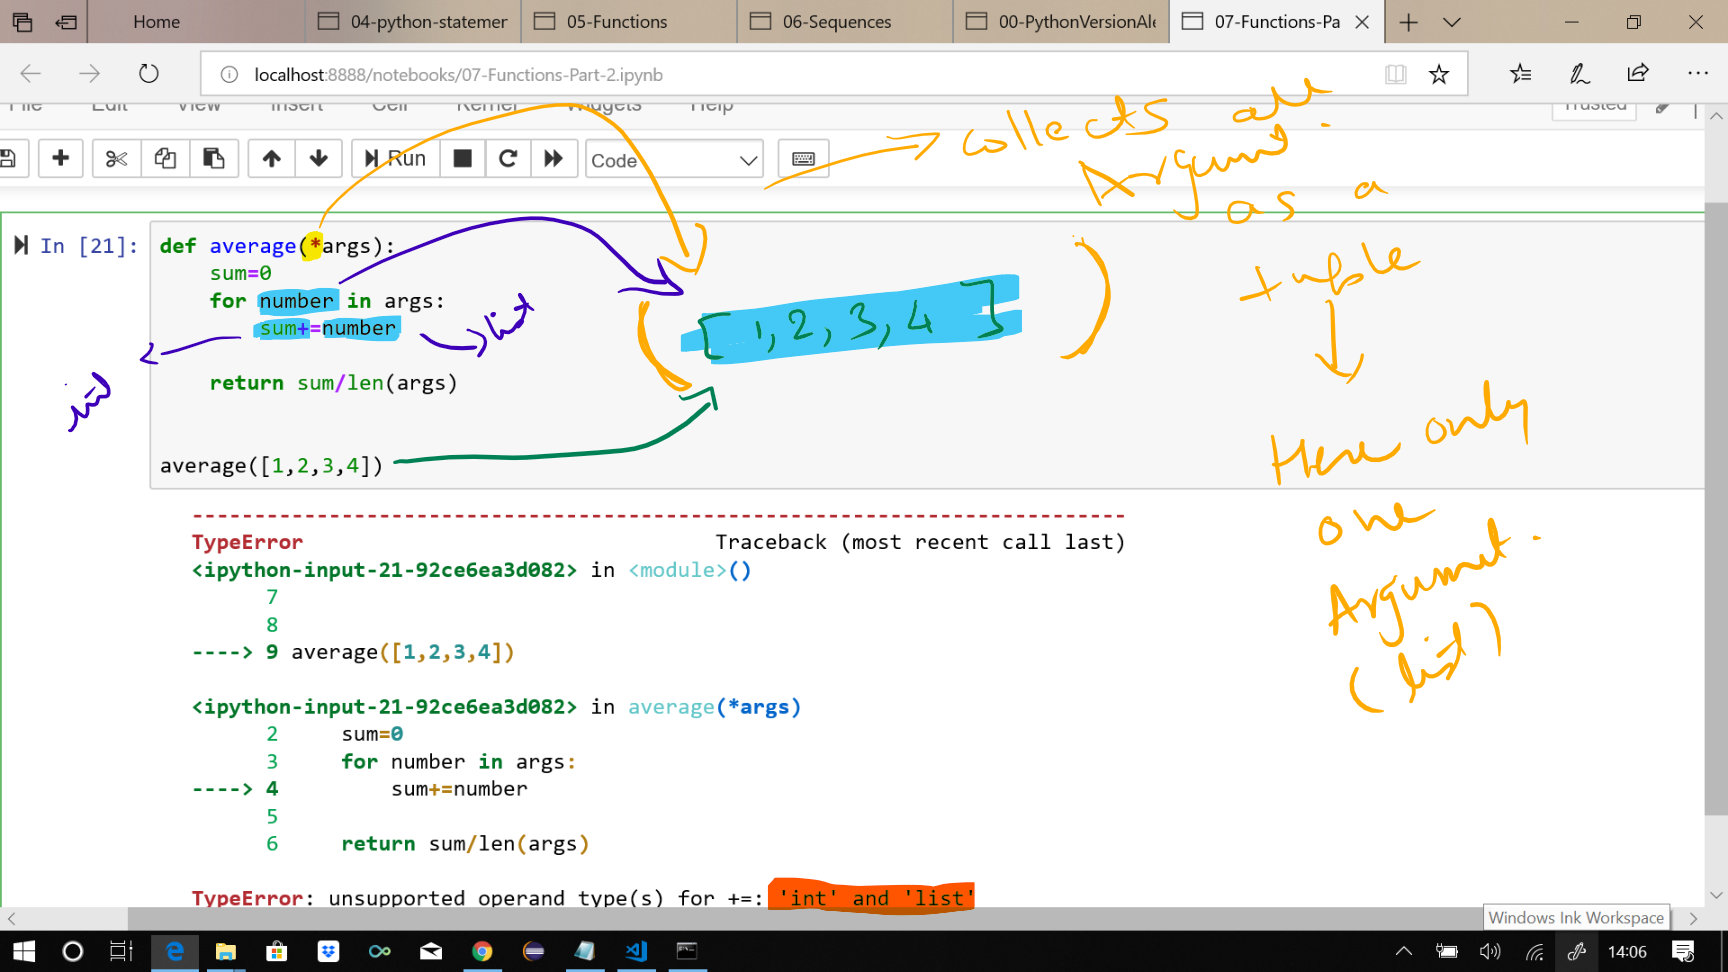 Home
04-python-statemer
05-Functions
06-Sequences
00-PythonVersionAle
07-Functions-Pa
localhost:8888/notebooks/07-Functions-Part-2.ipynb
File Edit View Insert Cell Kernel Widgets Help
Trusted
Run
Code
collects all
Argument.
as a
tuple
In [21]:
def average(*args):
sum=0
for number in args:
sum+=number
return sum/len(args)
average([1,2,3,4])
list
int
[ 1, 2, 3, 4 ]
Here only
one
Argument.
(list)
---------------------------------------------------------------------------
TypeError Traceback (most recent call last)
<ipython-input-21-92ce6ea3d082> in <module>()
7
8
----> 9 average([1,2,3,4])
<ipython-input-21-92ce6ea3d082> in average(*args)
2 sum=0
3 for number in args:
----> 4 sum+=number
5
6 return sum/len(args)
TypeError: unsupported operand type(s) for +=: 'int' and 'list'
Windows Ink Workspace
14:06